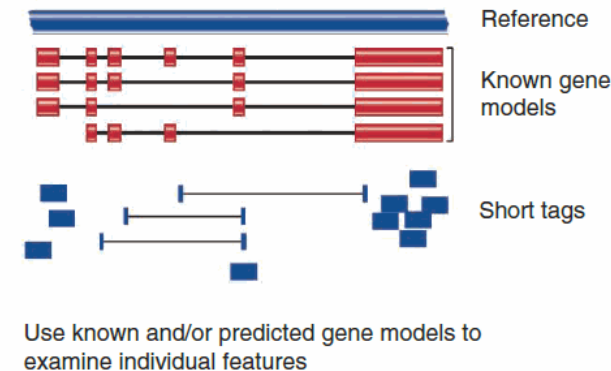 Reference
Known gene
models
Short tags
Use known and/or predicted gene models to
examine individual features